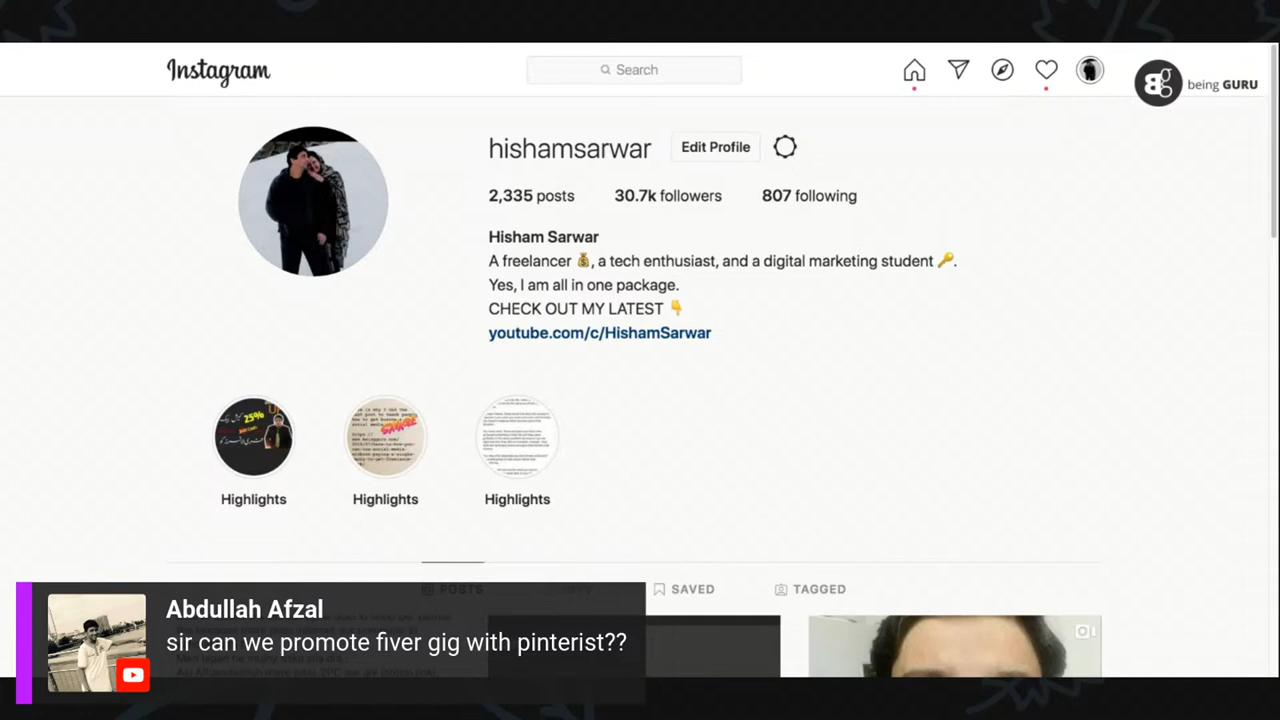 Instagram
Search
being GURU
hishamsarwar
Edit Profile
2,335 posts 30.7k followers 807 following
Hisham Sarwar
A freelancer 💰, a tech enthusiast, and a digital marketing student 🔑.
Yes, I am all in one package.
CHECK OUT MY LATEST 👇
youtube.com/c/HishamSarwar
25%
Highlights Highlights Highlights
POSTS SAVED TAGGED
Abdullah Afzal
sir can we promote fiver gig with pinterist??